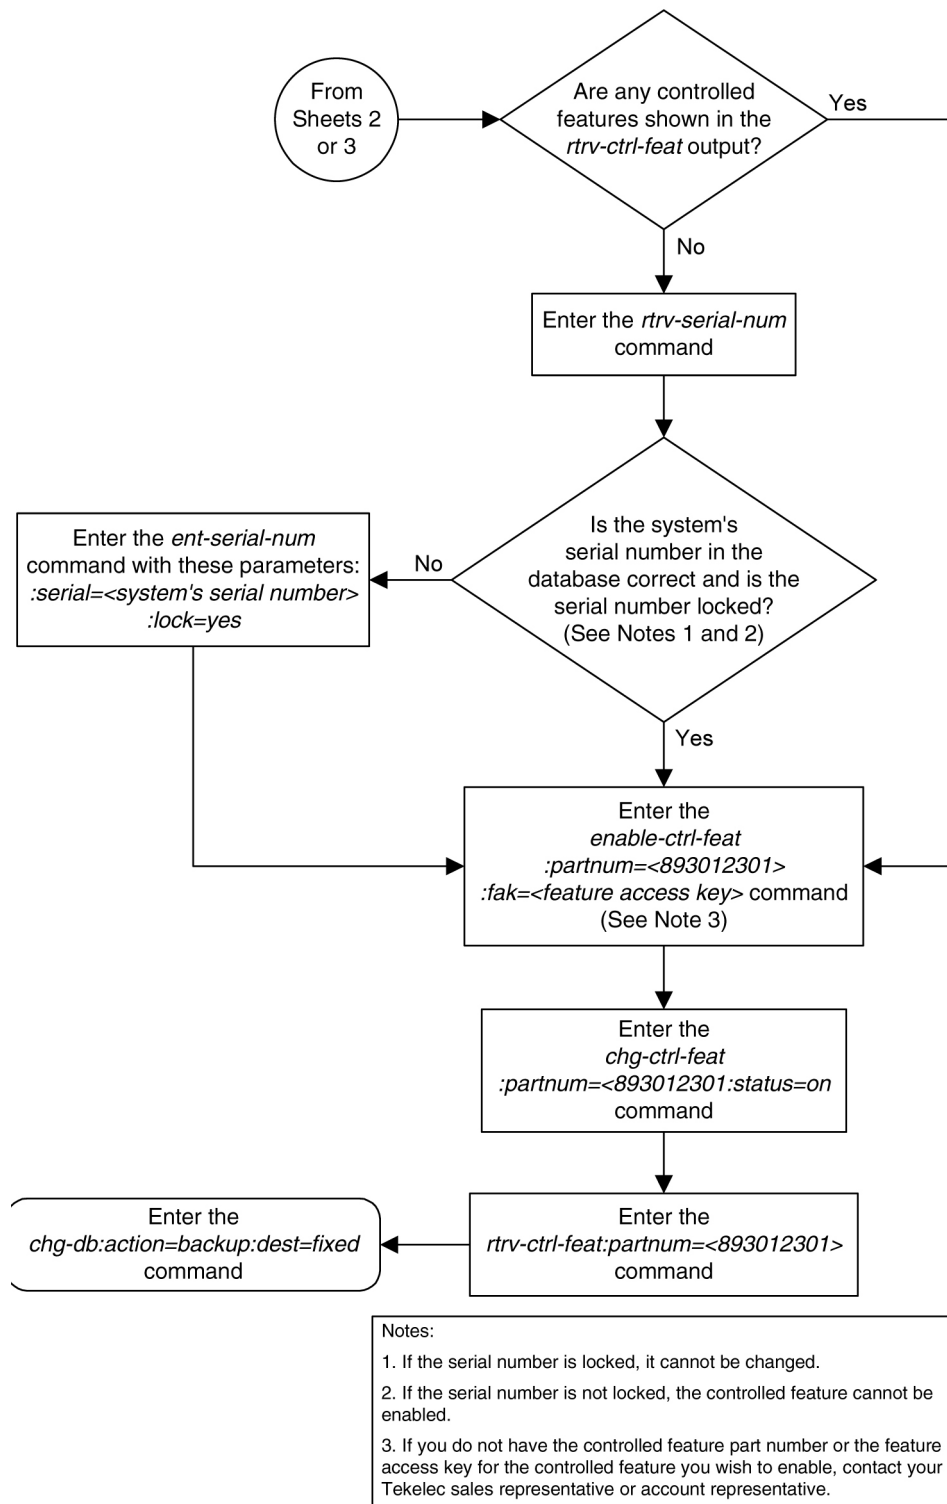 From
Sheets 2
or 3
Are any controlled
features shown in the
rtrv-ctrl-feat output?
Yes
No
Enter the rtrv-serial-num
command
Is the system's
serial number in the
database correct and is the
serial number locked?
(See Notes 1 and 2)
No
Enter the ent-serial-num
command with these parameters:
:serial=<system's serial number>
:lock=yes
Yes
Enter the
enable-ctrl-feat
:partnum=<893012301>
:fak=<feature access key> command
(See Note 3)
Enter the
chg-ctrl-feat
:partnum=<893012301:status=on
command
Enter the
rtrv-ctrl-feat:partnum=<893012301>
command
Enter the
chg-db:action=backup:dest=fixed
command
Notes:
1. If the serial number is locked, it cannot be changed.
2. If the serial number is not locked, the controlled feature cannot be
enabled.
3. If you do not have the controlled feature part number or the feature
access key for the controlled feature you wish to enable, contact your
Tekelec sales representative or account representative.